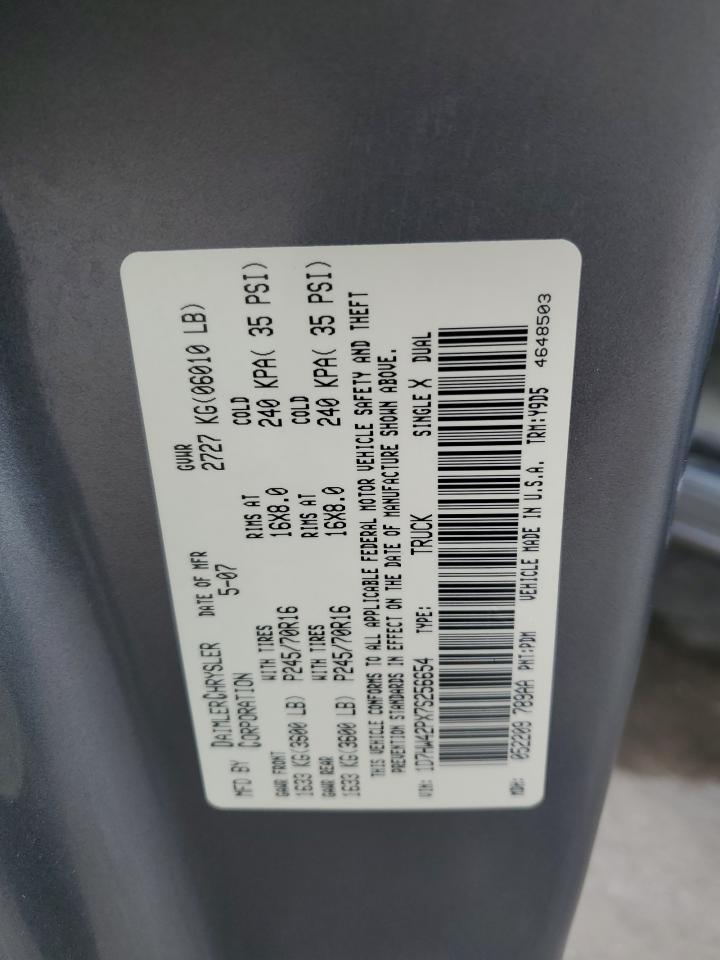 MFD BY DAIMLERCHRYSLER CORPORATION DATE OF MFR 5-07 GVWR 2727 KG(06010 LB)
GAWR FRONT WITH TIRES RIMS AT COLD
1633 KG(3600 LB) P245/70R16 16X8.0 240 KPA( 35 PSI)
GAWR REAR WITH TIRES RIMS AT COLD
1633 KG(3600 LB) P245/70R16 16X8.0 240 KPA( 35 PSI)
THIS VEHICLE CONFORMS TO ALL APPLICABLE FEDERAL MOTOR VEHICLE SAFETY AND THEFT
PREVENTION STANDARDS IN EFFECT ON THE DATE OF MANUFACTURE SHOWN ABOVE.
VIN: 1D7HW42PX7S256654 TYPE: TRUCK SINGLE X DUAL
MDH: 052209 789AA PNT:PDM VEHICLE MADE IN U.S.A. TRM:Y9D5 4648503